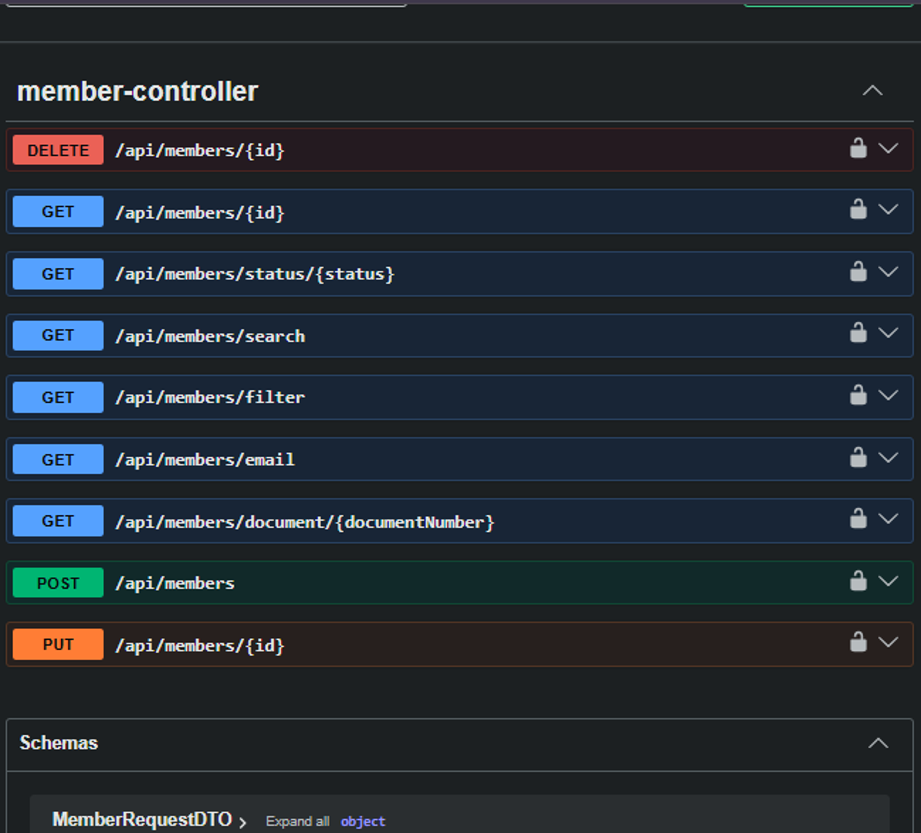 member-controller
DELETE /api/members/{id}
GET /api/members/{id}
GET /api/members/status/{status}
GET /api/members/search
GET /api/members/filter
GET /api/members/email
GET /api/members/document/{documentNumber}
POST /api/members
PUT /api/members/{id}
Schemas
MemberRequestDTO > Expand all object